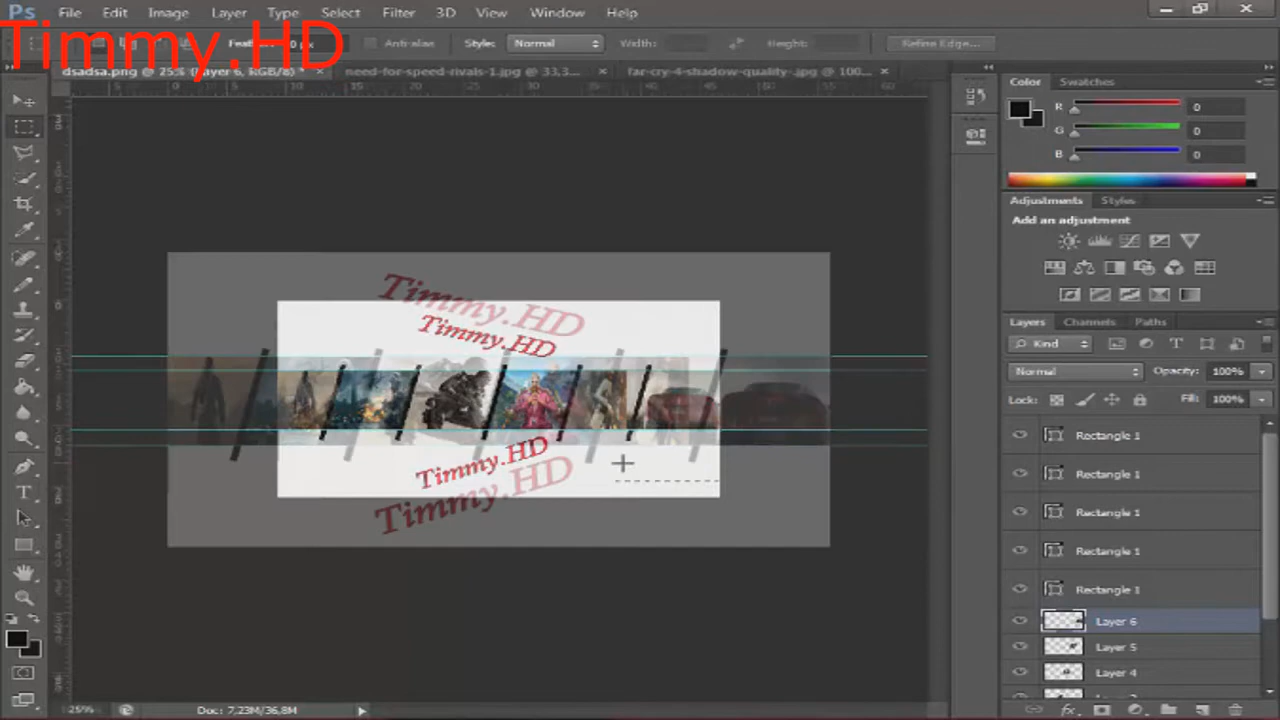 Ps File Edit Image Layer Type Select Filter 3D View Window Help
Timmy.HD
Anti-alias Style: Normal Width: Height: Refine Edge...
dsadsa.png @ 25% (Layer 6, RGB/8) * × need-for-speed-rivals-1.jpg @ 33,3... × far-cry-4-shadow-quality-.jpg @ 100... ×
Color Swatches
R 0
G 0
B 0
Adjustments Styles
Add an adjustment
Timmy.HD
Timmy.HD
Timmy.HD
Timmy.HD
Layers Channels Paths
Kind
Normal Opacity: 100%
Lock: Fill: 100%
Rectangle 1
Rectangle 1
Rectangle 1
Rectangle 1
Rectangle 1
Layer 6
Layer 5
Layer 4
25% Doc: 7,23M/36,8M